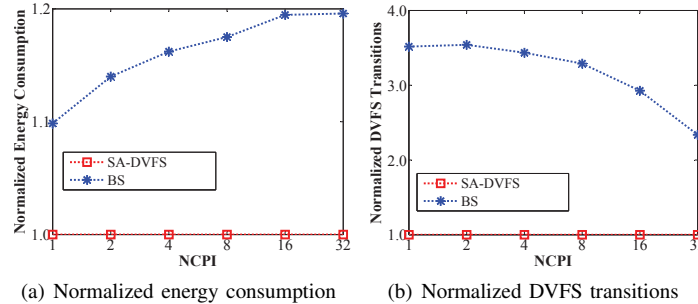 1.2
1.1
1.0
Normalized Energy Consumption
SA-DVFS
BS
1 2 4 8 16 32
NCPI
(a) Normalized energy consumption
4.0
3.0
2.0
1.0
Normalized DVFS Transitions
SA-DVFS
BS
1 2 4 8 16 3
NCPI
(b) Normalized DVFS transitions